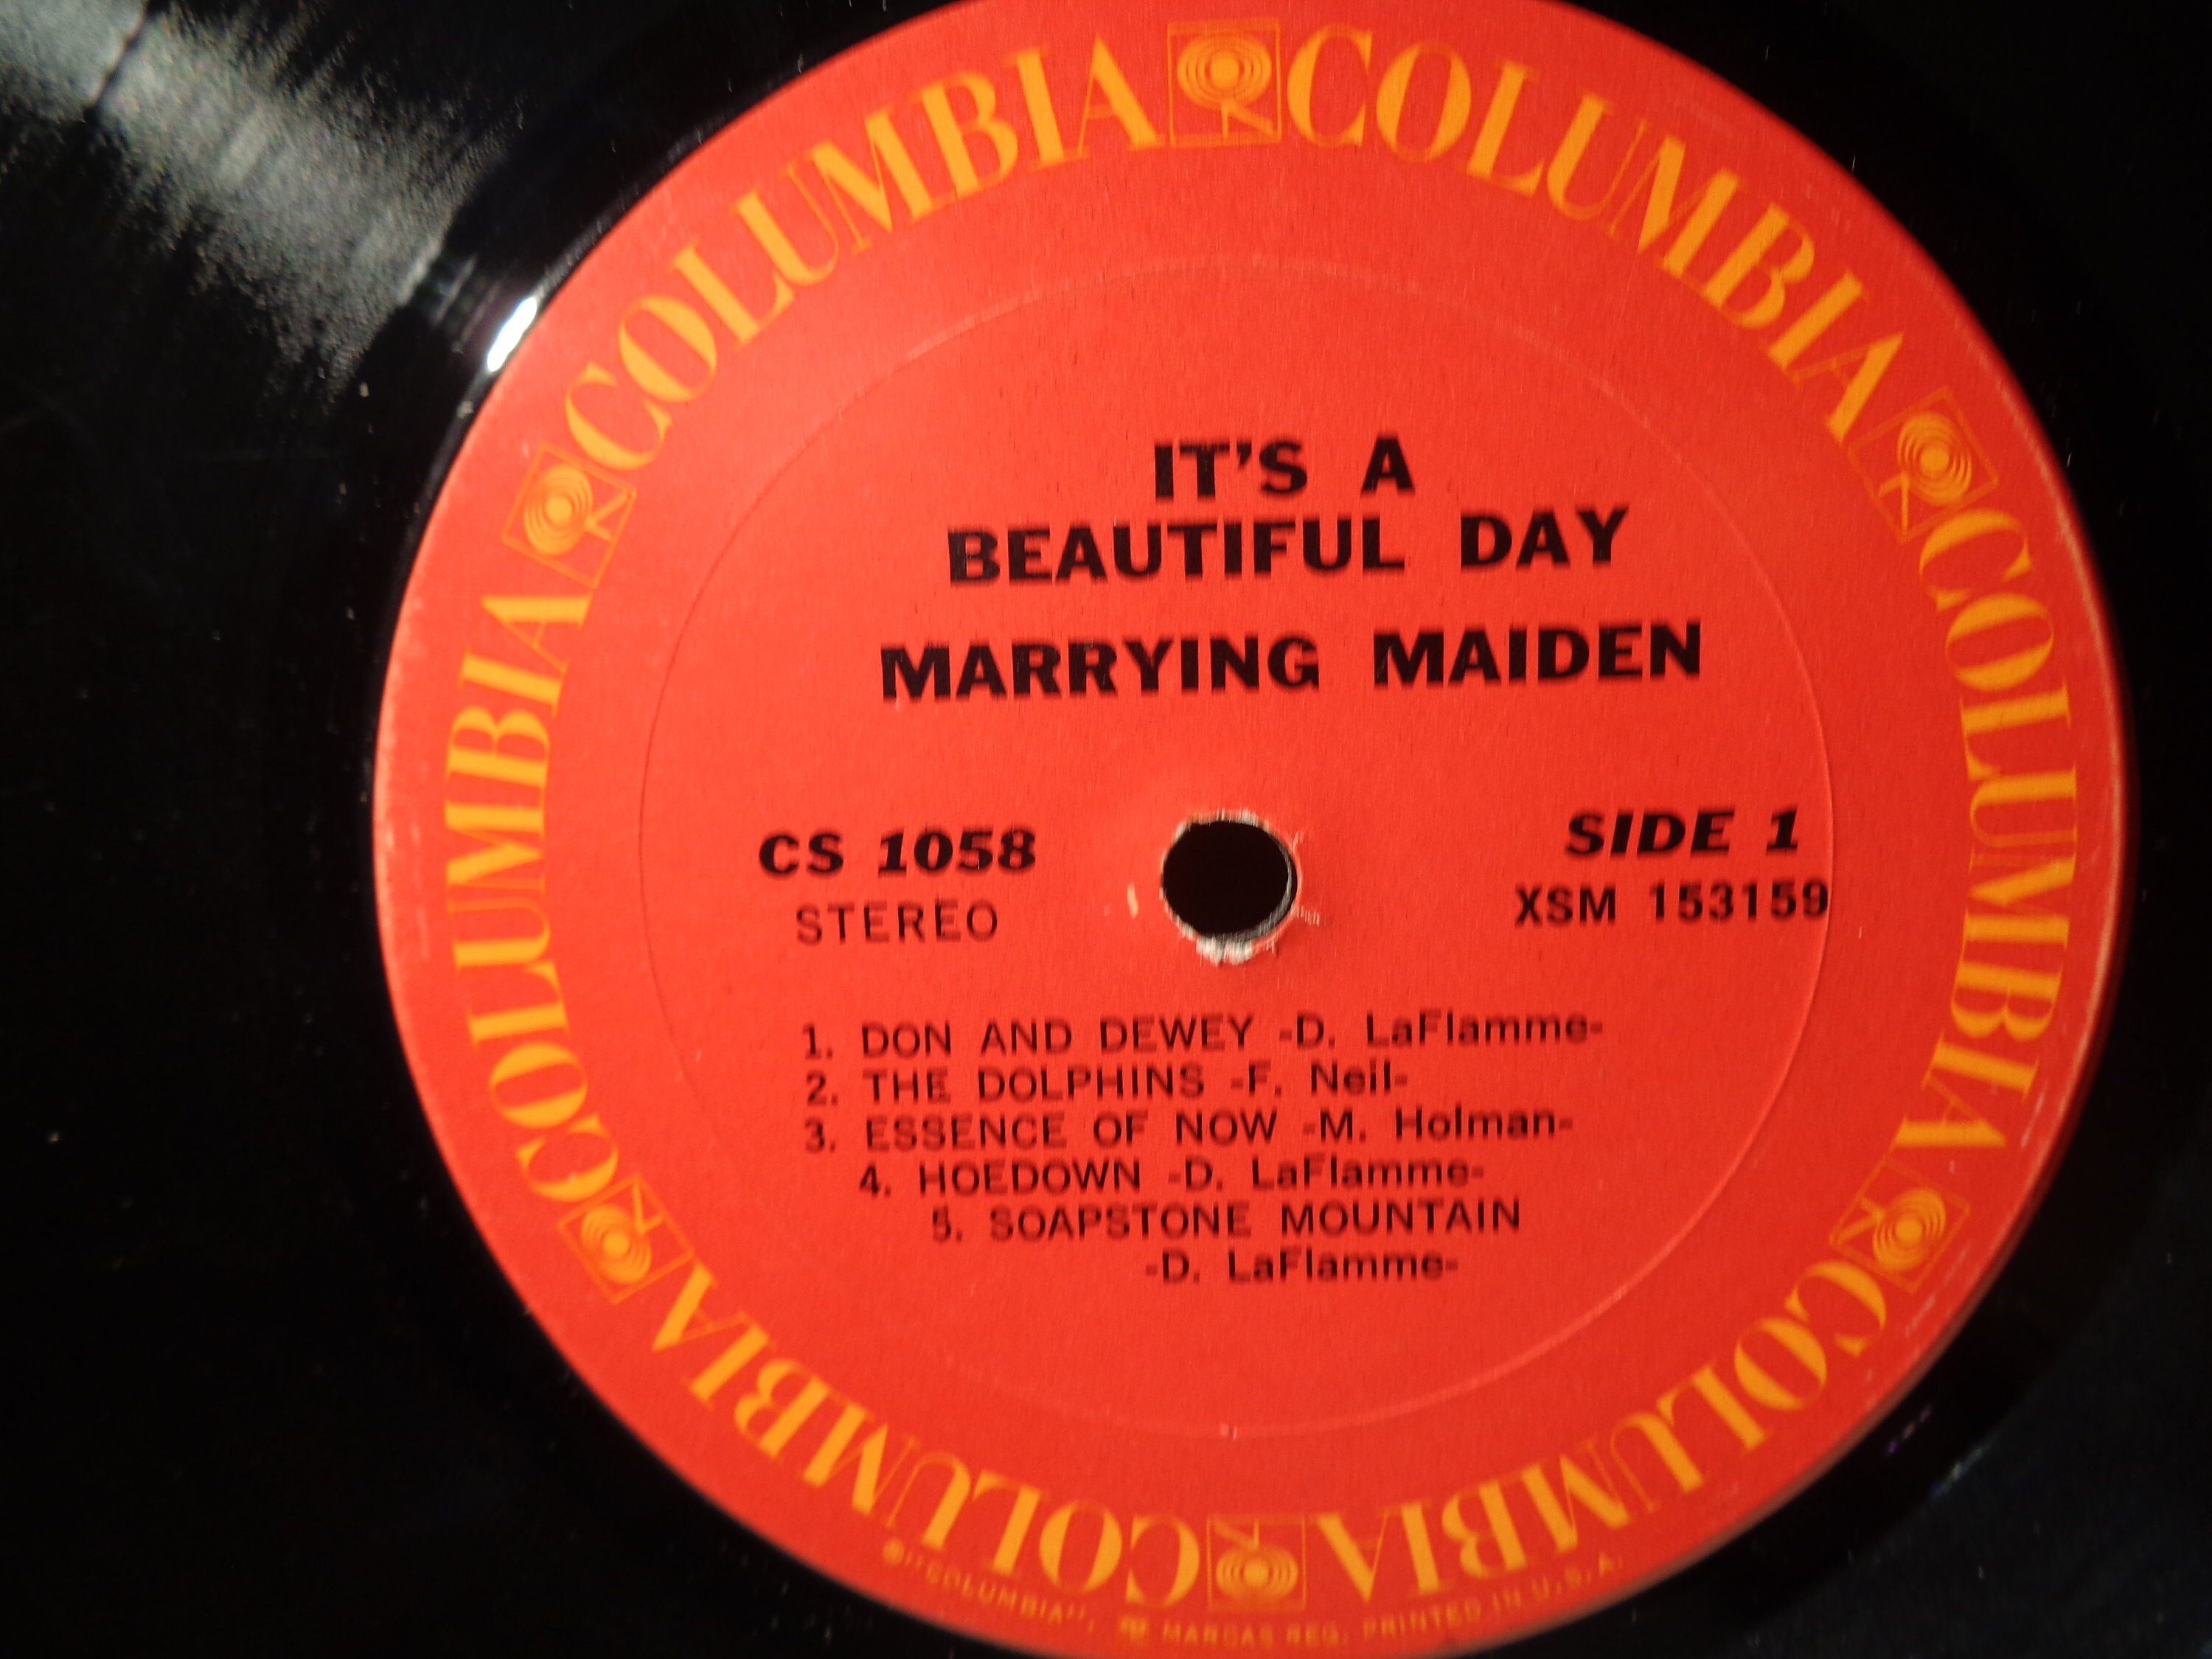 COLUMBIA COLUMBIA COLUMBIA COLUMBIA COLUMBIA COLUMBIA
IT'S A
BEAUTIFUL DAY
MARRYING MAIDEN
CS 1058
STEREO
SIDE 1
XSM 153159
1. DON AND DEWEY -D. LaFlamme-
2. THE DOLPHINS -F. Neil-
3. ESSENCE OF NOW -M. Holman-
4. HOEDOWN -D. LaFlamme-
5. SOAPSTONE MOUNTAIN
-D. LaFlamme-
®"COLUMBIA", MARCAS REG. PRINTED IN U.S.A.